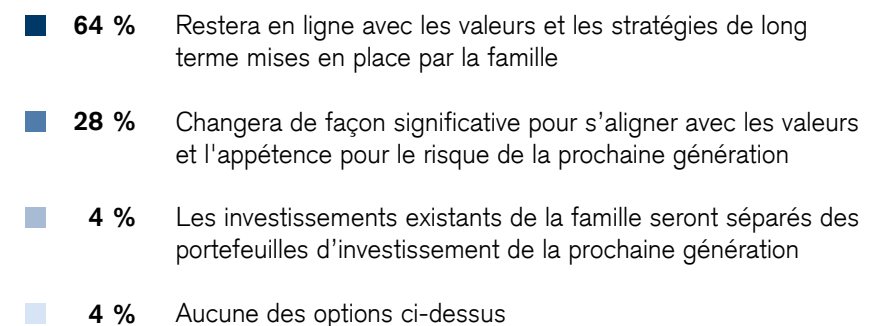 64 % Restera en ligne avec les valeurs et les stratégies de long
terme mises en place par la famille
28 % Changera de façon significative pour s’aligner avec les valeurs
et l'appétence pour le risque de la prochaine génération
4 % Les investissements existants de la famille seront séparés des
portefeuilles d’investissement de la prochaine génération
4 % Aucune des options ci-dessus